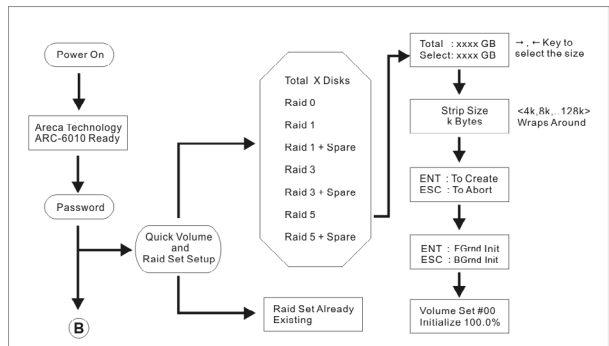 Power On
Areca Technology
ARC-6010 Ready
Password
B
Quick Volume
and
Raid Set Setup
Total X Disks
Raid 0
Raid 1
Raid 1 + Spare
Raid 3
Raid 3 + Spare
Raid 5
Raid 5 + Spare
Raid Set Already
Existing
Total : xxxx GB
Select: xxxx GB
→ , ← Key to
select the size
Strip Size
k Bytes
<4k,8k,..128k>
Wraps Around
ENT : To Create
ESC : To Abort
ENT : FGrnd Init
ESC : BGrnd Init
Volume Set #00
Initialize 100.0%